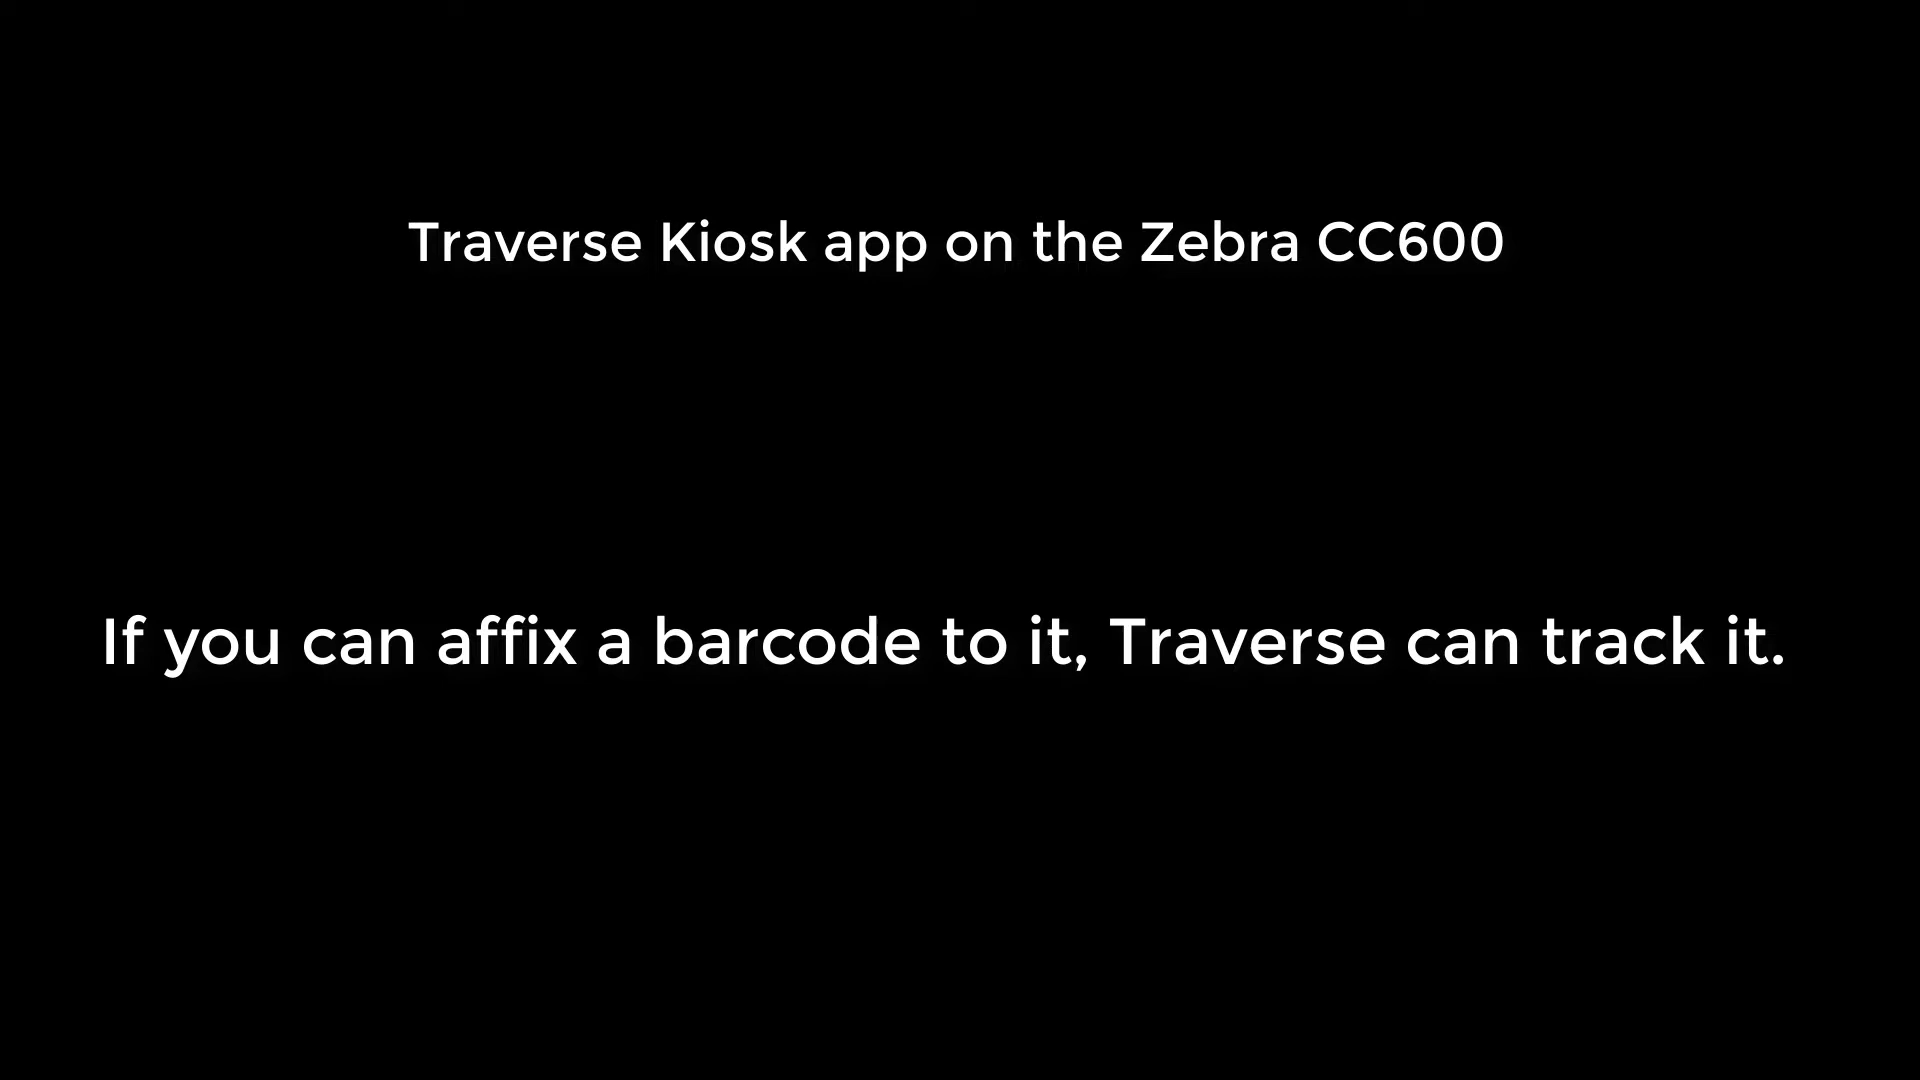 Traverse Kiosk app on the Zebra CC600
If you can affix a barcode to it, Traverse can track it.